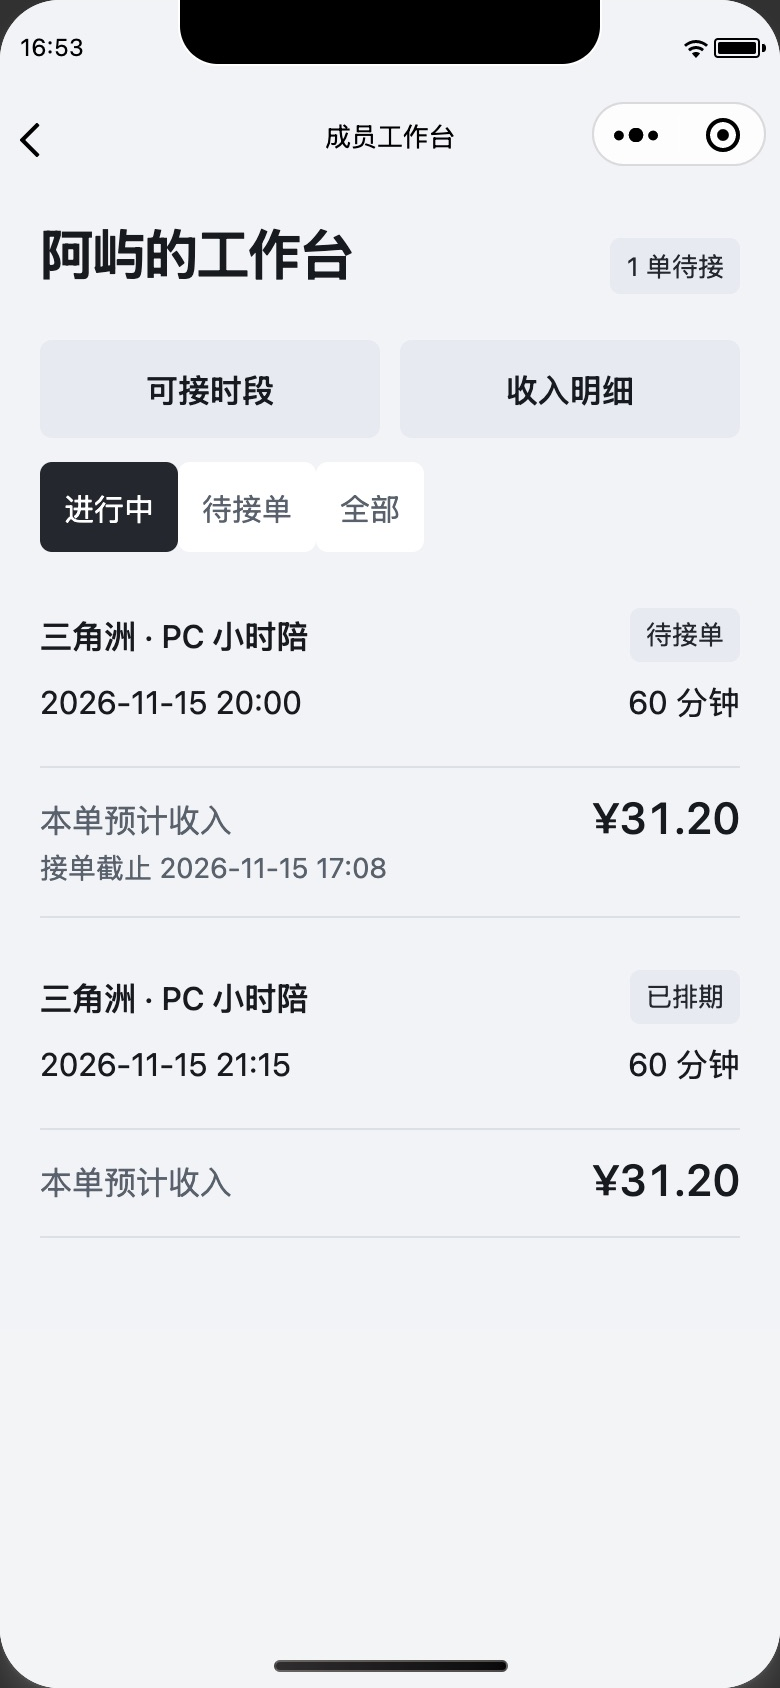 16:53
成员工作台
阿屿的工作台
1 单待接
可接时段
收入明细
进行中
待接单
全部
三角洲 · PC 小时陪
待接单
2026-11-15 20:00
60 分钟
本单预计收入
¥31.20
接单截止 2026-11-15 17:08
三角洲 · PC 小时陪
已排期
2026-11-15 21:15
60 分钟
本单预计收入
¥31.20